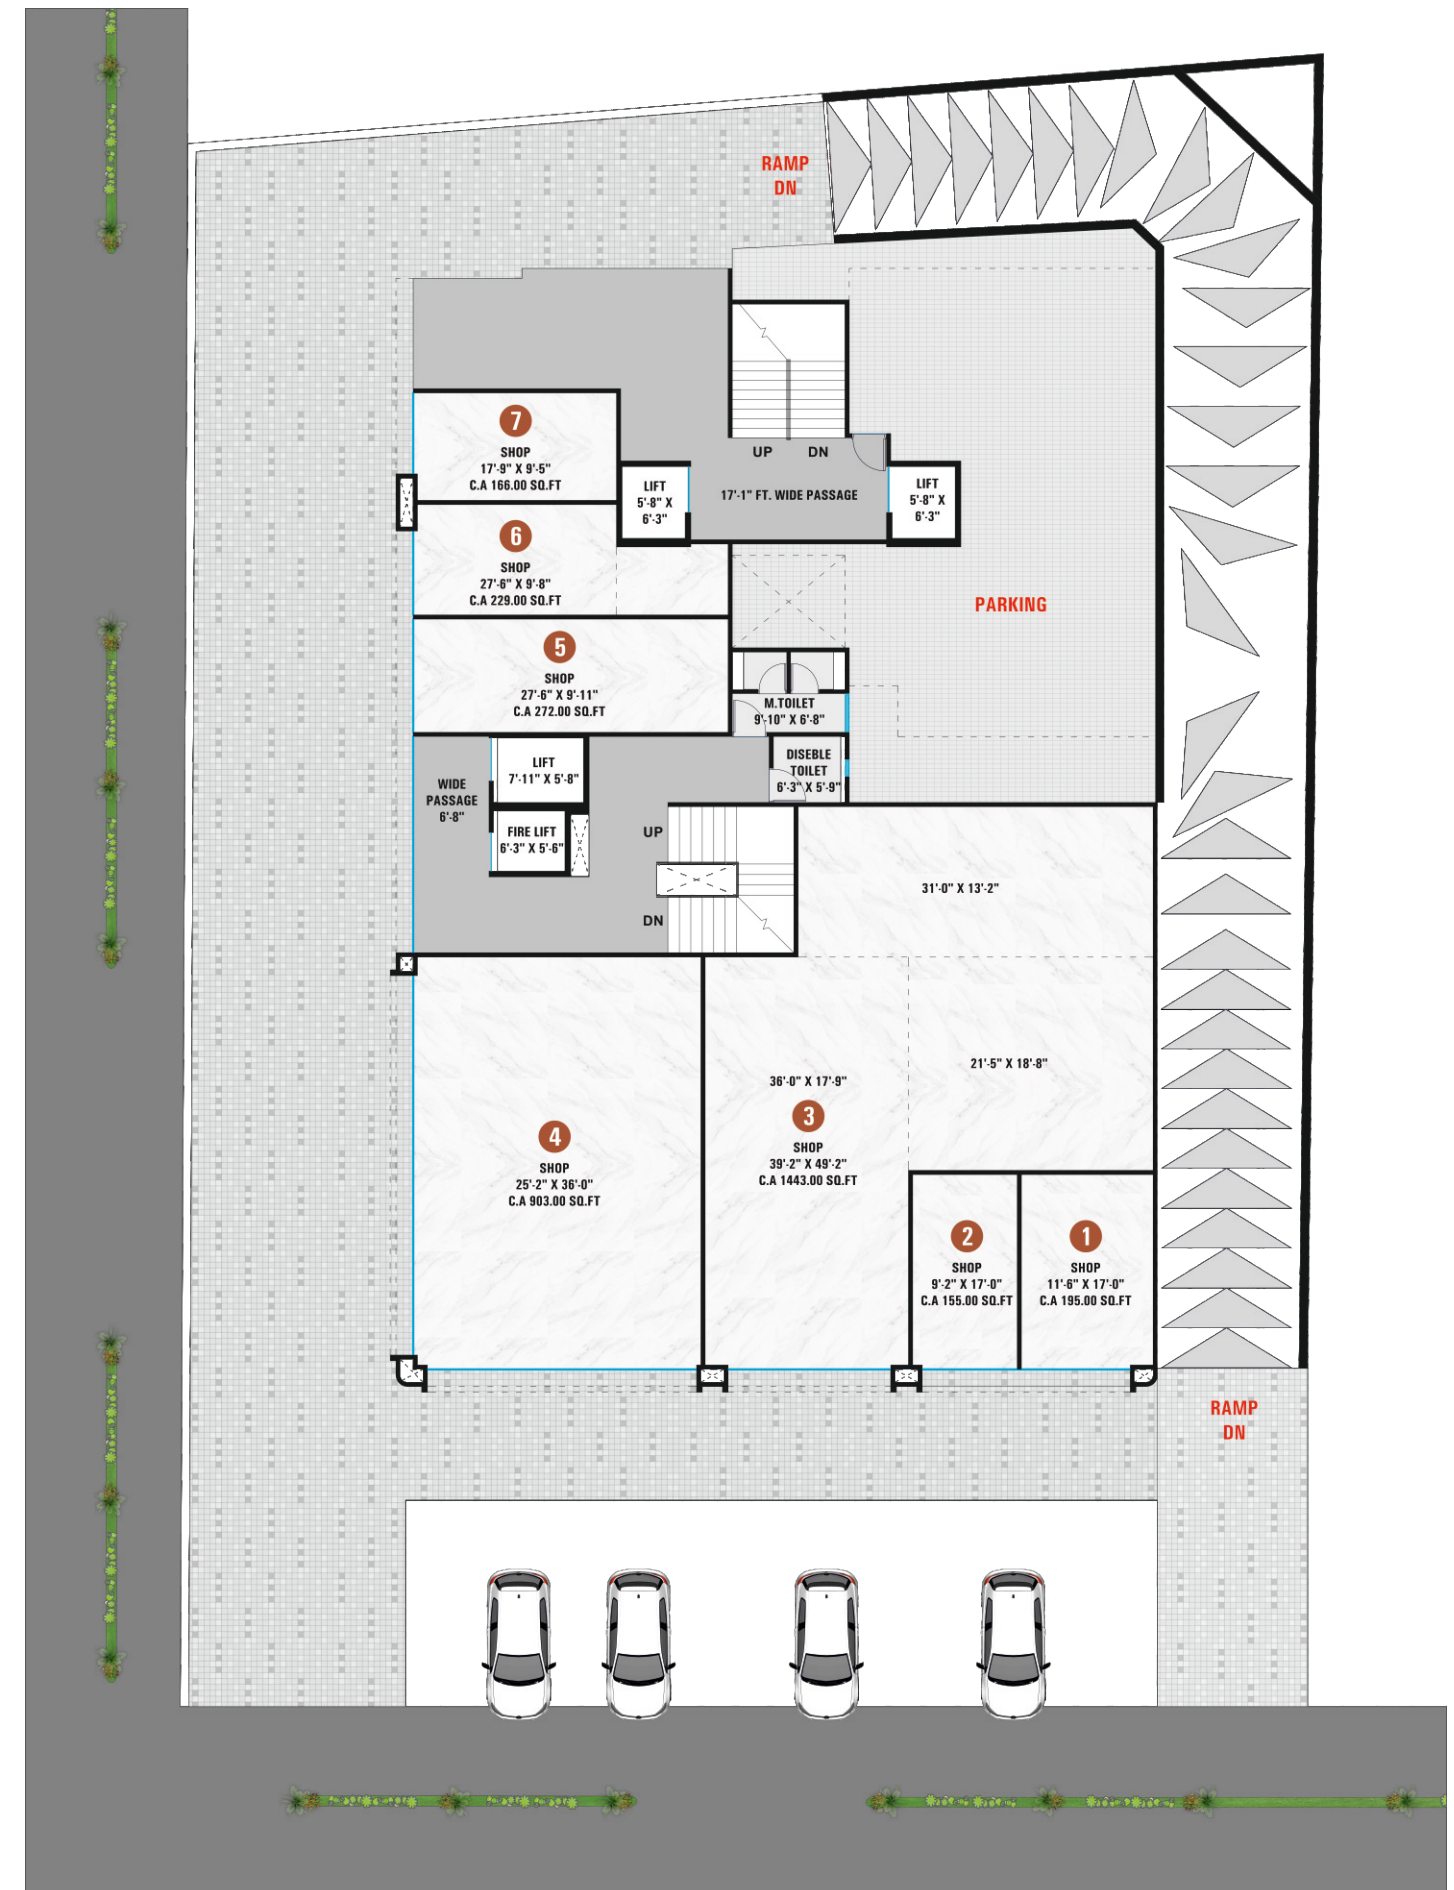 RAMP
DN
7
SHOP
17'-9" X 9'-5"
C.A 166.00 SQ.FT
UP DN
LIFT
5'-8" X
6'-3"
17'-1" FT. WIDE PASSAGE
LIFT
5'-8" X
6'-3"
6
SHOP
27'-6" X 9'-8"
C.A 229.00 SQ.FT
PARKING
5
SHOP
27'-6" X 9'-11"
C.A 272.00 SQ.FT
M.TOILET
9'-10" X 6'-8"
DISEBLE
TOILET
6'-3" X 5'-9"
LIFT
7'-11" X 5'-8"
WIDE
PASSAGE
6'-8"
FIRE LIFT
6'-3" X 5'-6"
UP
DN
31'-0" X 13'-2"
21'-5" X 18'-8"
36'-0" X 17'-9"
3
SHOP
39'-2" X 49'-2"
C.A 1443.00 SQ.FT
4
SHOP
25'-2" X 36'-0"
C.A 903.00 SQ.FT
2
SHOP
9'-2" X 17'-0"
C.A 155.00 SQ.FT
1
SHOP
11'-6" X 17'-0"
C.A 195.00 SQ.FT
RAMP
DN